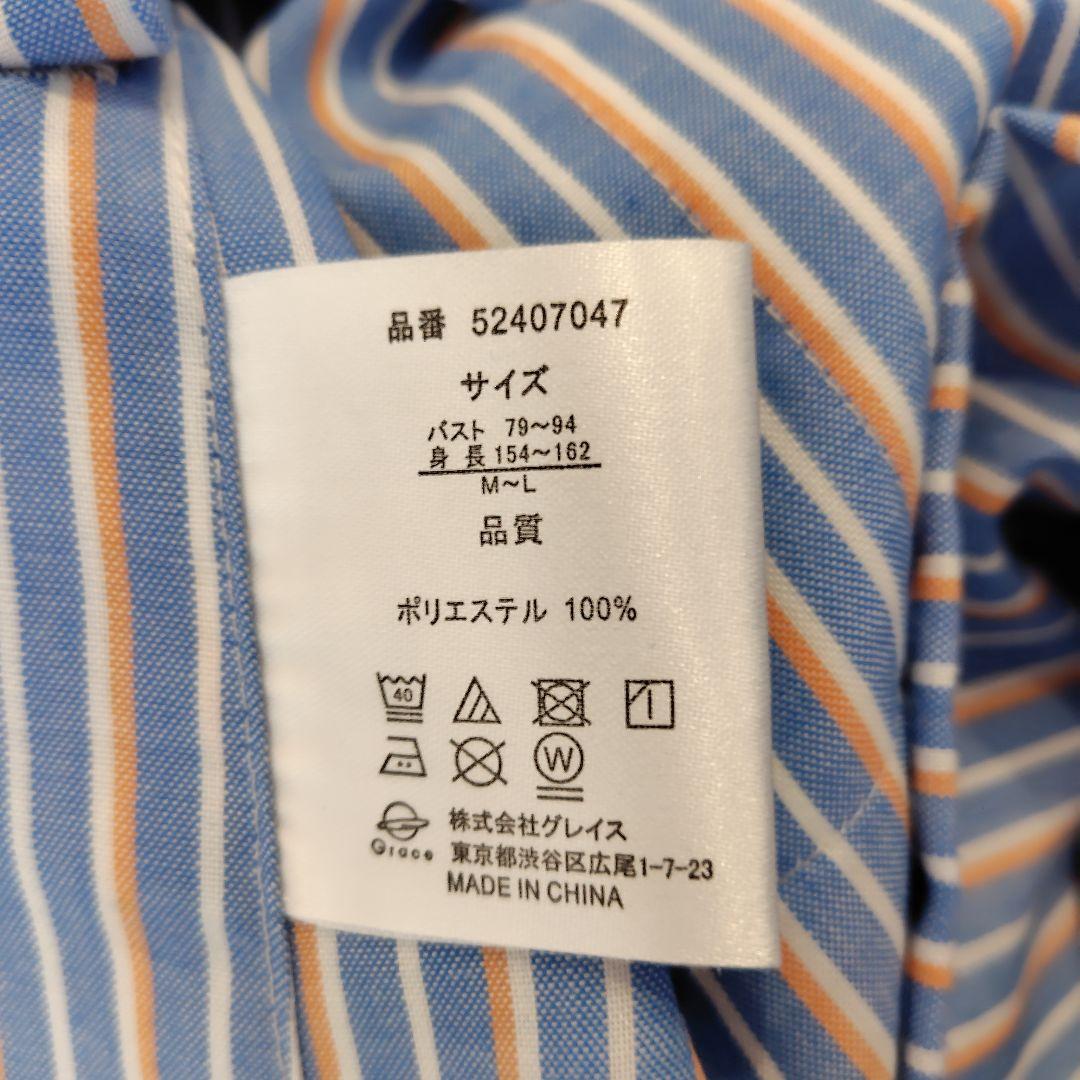 品番 52407047
サイズ
バスト 79～94
身 長 154～162
M～L
品質
ポリエステル 100%
40
W
Grace
株式会社グレイス
東京都渋谷区広尾1-7-23
MADE IN CHINA